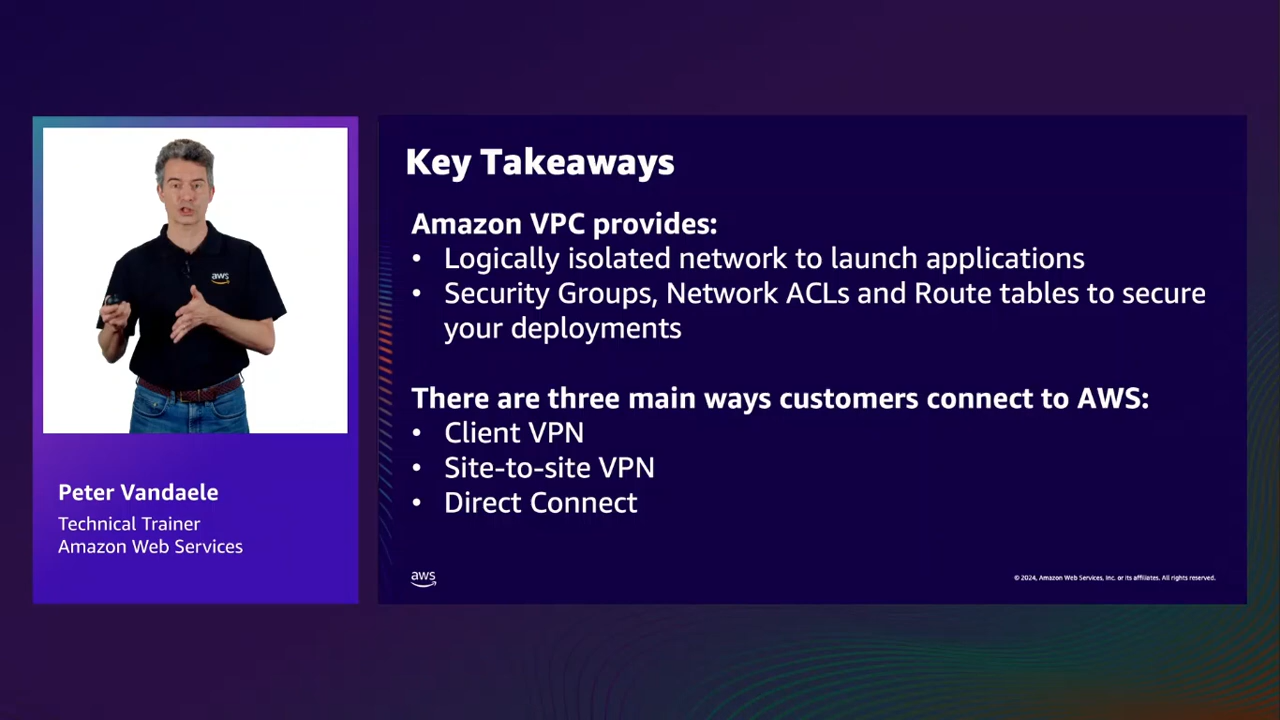 aws
Peter Vandaele
Technical Trainer
Amazon Web Services
Key Takeaways
Amazon VPC provides:
• Logically isolated network to launch applications
• Security Groups, Network ACLs and Route tables to secure
your deployments
There are three main ways customers connect to AWS:
• Client VPN
• Site-to-site VPN
• Direct Connect
aws
© 2024, Amazon Web Services, Inc. or its affiliates. All rights reserved.